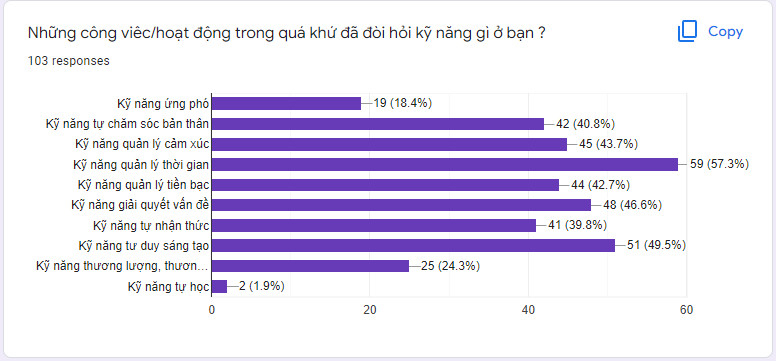 Những công viêc/hoạt động trong quá khứ đã đòi hỏi kỹ năng gì ở bạn ?
Copy
103 responses
Kỹ năng ứng phó
19 (18.4%)
Kỹ năng tự chăm sóc bản thân
42 (40.8%)
Kỹ năng quản lý cảm xúc
45 (43.7%)
Kỹ năng quản lý thời gian
59 (57.3%)
Kỹ năng quản lý tiền bạc
44 (42.7%)
Kỹ năng giải quyết vấn đề
48 (46.6%)
Kỹ năng tự nhận thức
41 (39.8%)
Kỹ năng tư duy sáng tạo
51 (49.5%)
Kỹ năng thương lượng, thươn...
25 (24.3%)
Kỹ năng tự học
2 (1.9%)
0 20 40 60